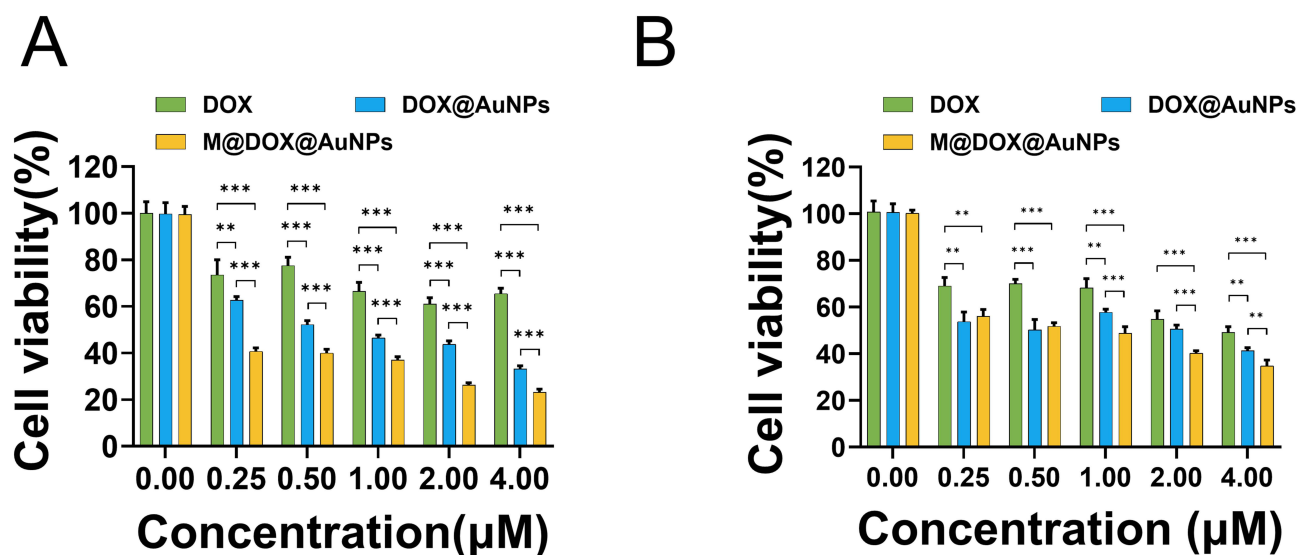 A
DOX DOX@AuNPs
M@DOX@AuNPs
Cell viability(%)
120
100
80
60
40
20
0
*** *** *** *** ***
** *** *** *** ***
*** *** *** *** ***
0.00 0.25 0.50 1.00 2.00 4.00
Concentration(μM)
B
DOX DOX@AuNPs
M@DOX@AuNPs
Cell viability(%)
120
100
80
60
40
20
0
** *** *** *** ***
** *** ** **
*** *** **
0.00 0.25 0.50 1.00 2.00 4.00
Concentration (μM)